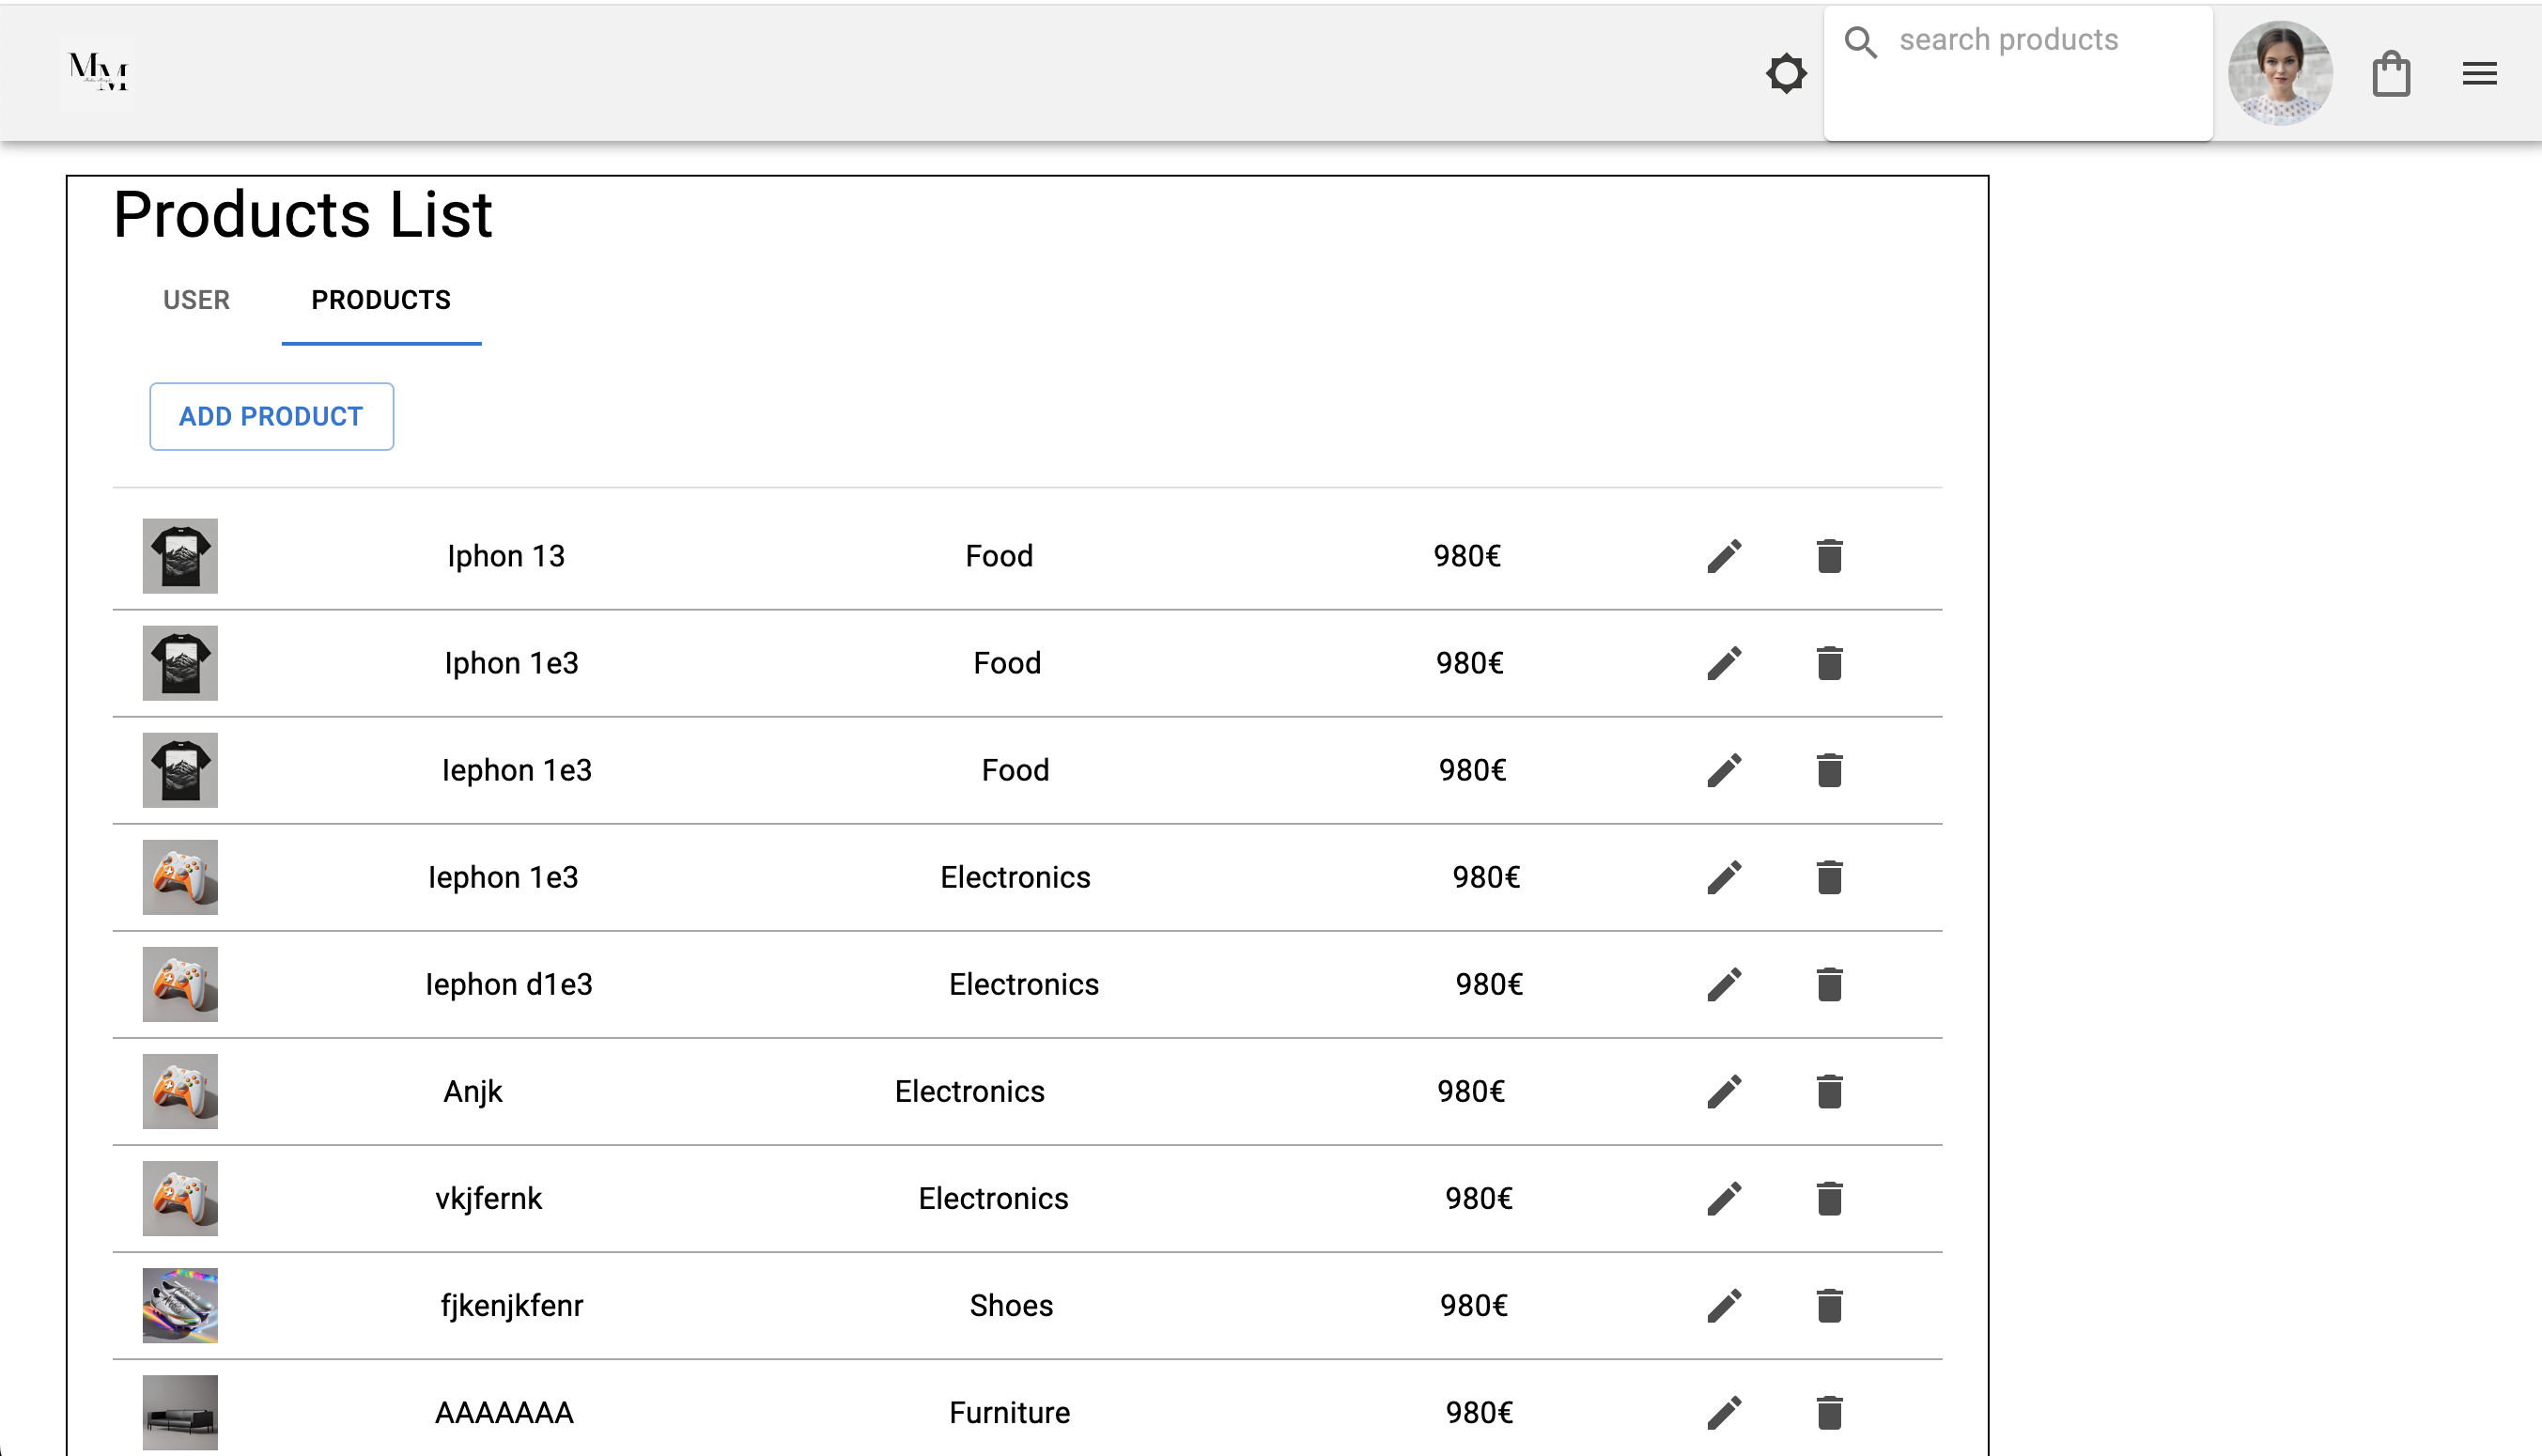 MM
search products
Products List
USER PRODUCTS
ADD PRODUCT
Iphon 13 Food 980€
Iphon 1e3 Food 980€
Iephon 1e3 Food 980€
Iephon 1e3 Electronics 980€
Iephon d1e3 Electronics 980€
Anjk Electronics 980€
vkjfernk Electronics 980€
fjkenjkfenr Shoes 980€
AAAAAAA Furniture 980€